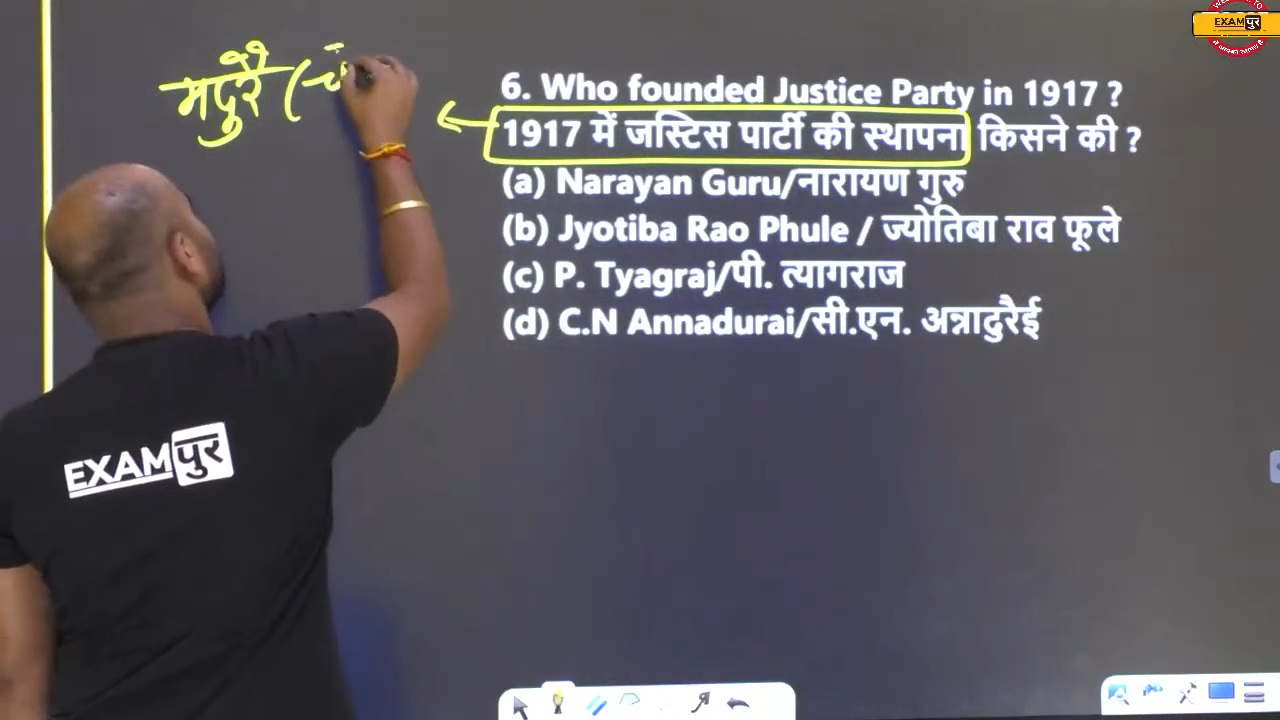 EXAMपुर
मदुरै (
6. Who founded Justice Party in 1917 ?
1917 में जस्टिस पार्टी की स्थापना किसने की ?
(a) Narayan Guru/नारायण गुरु
(b) Jyotiba Rao Phule / ज्योतिबा राव फूले
(c) P. Tyagraj/पी. त्यागराज
(d) C.N Annadurai/सी.एन. अन्नादुरैई
EXAMपुर